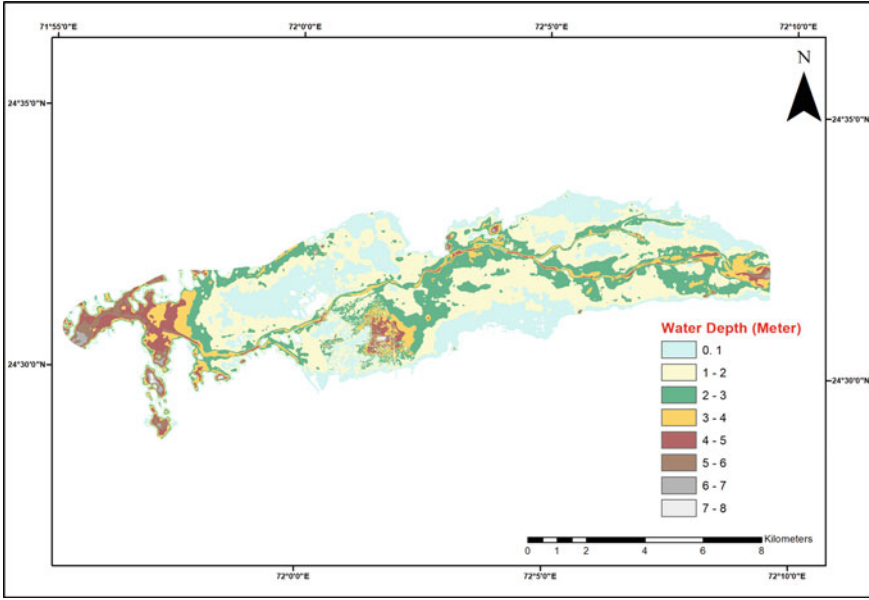 71°55'0"E 72°0'0"E 72°5'0"E 72°10'0"E
N
24°35'0"N 24°35'0"N
Water Depth (Meter)
0. 1
1 - 2
2 - 3
3 - 4
4 - 5
5 - 6
6 - 7
7 - 8
24°30'0"N 24°30'0"N
Kilometers
0 1 2 4 6 8
72°0'0"E 72°5'0"E 72°10'0"E